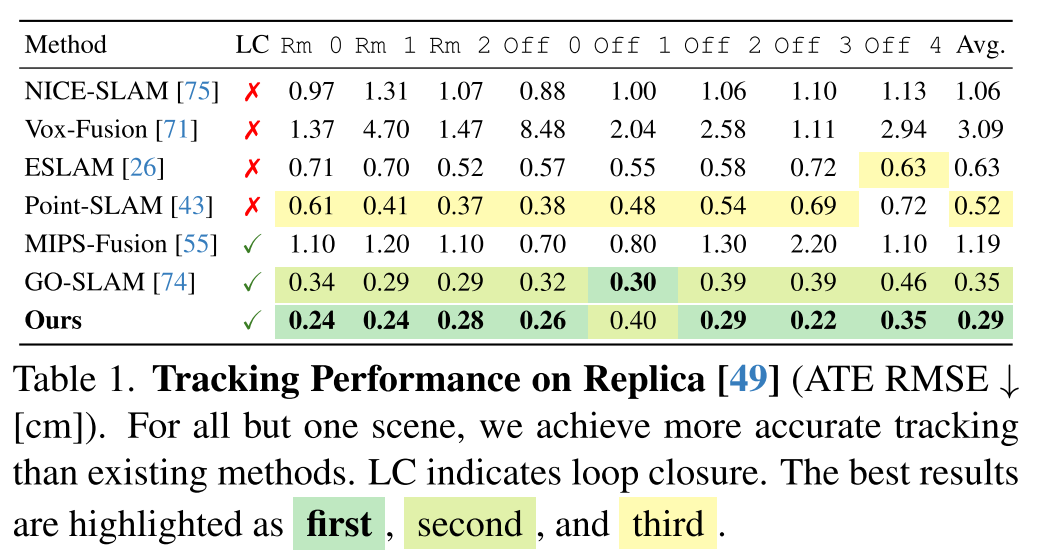 Method LC Rm 0 Rm 1 Rm 2 Off 0 Off 1 Off 2 Off 3 Off 4 Avg.
NICE-SLAM [75] ✗ 0.97 1.31 1.07 0.88 1.00 1.06 1.10 1.13 1.06
Vox-Fusion [71] ✗ 1.37 4.70 1.47 8.48 2.04 2.58 1.11 2.94 3.09
ESLAM [26] ✗ 0.71 0.70 0.52 0.57 0.55 0.58 0.72 0.63 0.63
Point-SLAM [43] ✗ 0.61 0.41 0.37 0.38 0.48 0.54 0.69 0.72 0.52
MIPS-Fusion [55] ✓ 1.10 1.20 1.10 0.70 0.80 1.30 2.20 1.10 1.19
GO-SLAM [74] ✓ 0.34 0.29 0.29 0.32 0.30 0.39 0.39 0.46 0.35
Ours ✓ 0.24 0.24 0.28 0.26 0.40 0.29 0.22 0.35 0.29
Table 1. Tracking Performance on Replica [49] (ATE RMSE ↓
[cm]). For all but one scene, we achieve more accurate tracking
than existing methods. LC indicates loop closure. The best results
are highlighted as first, second, and third.